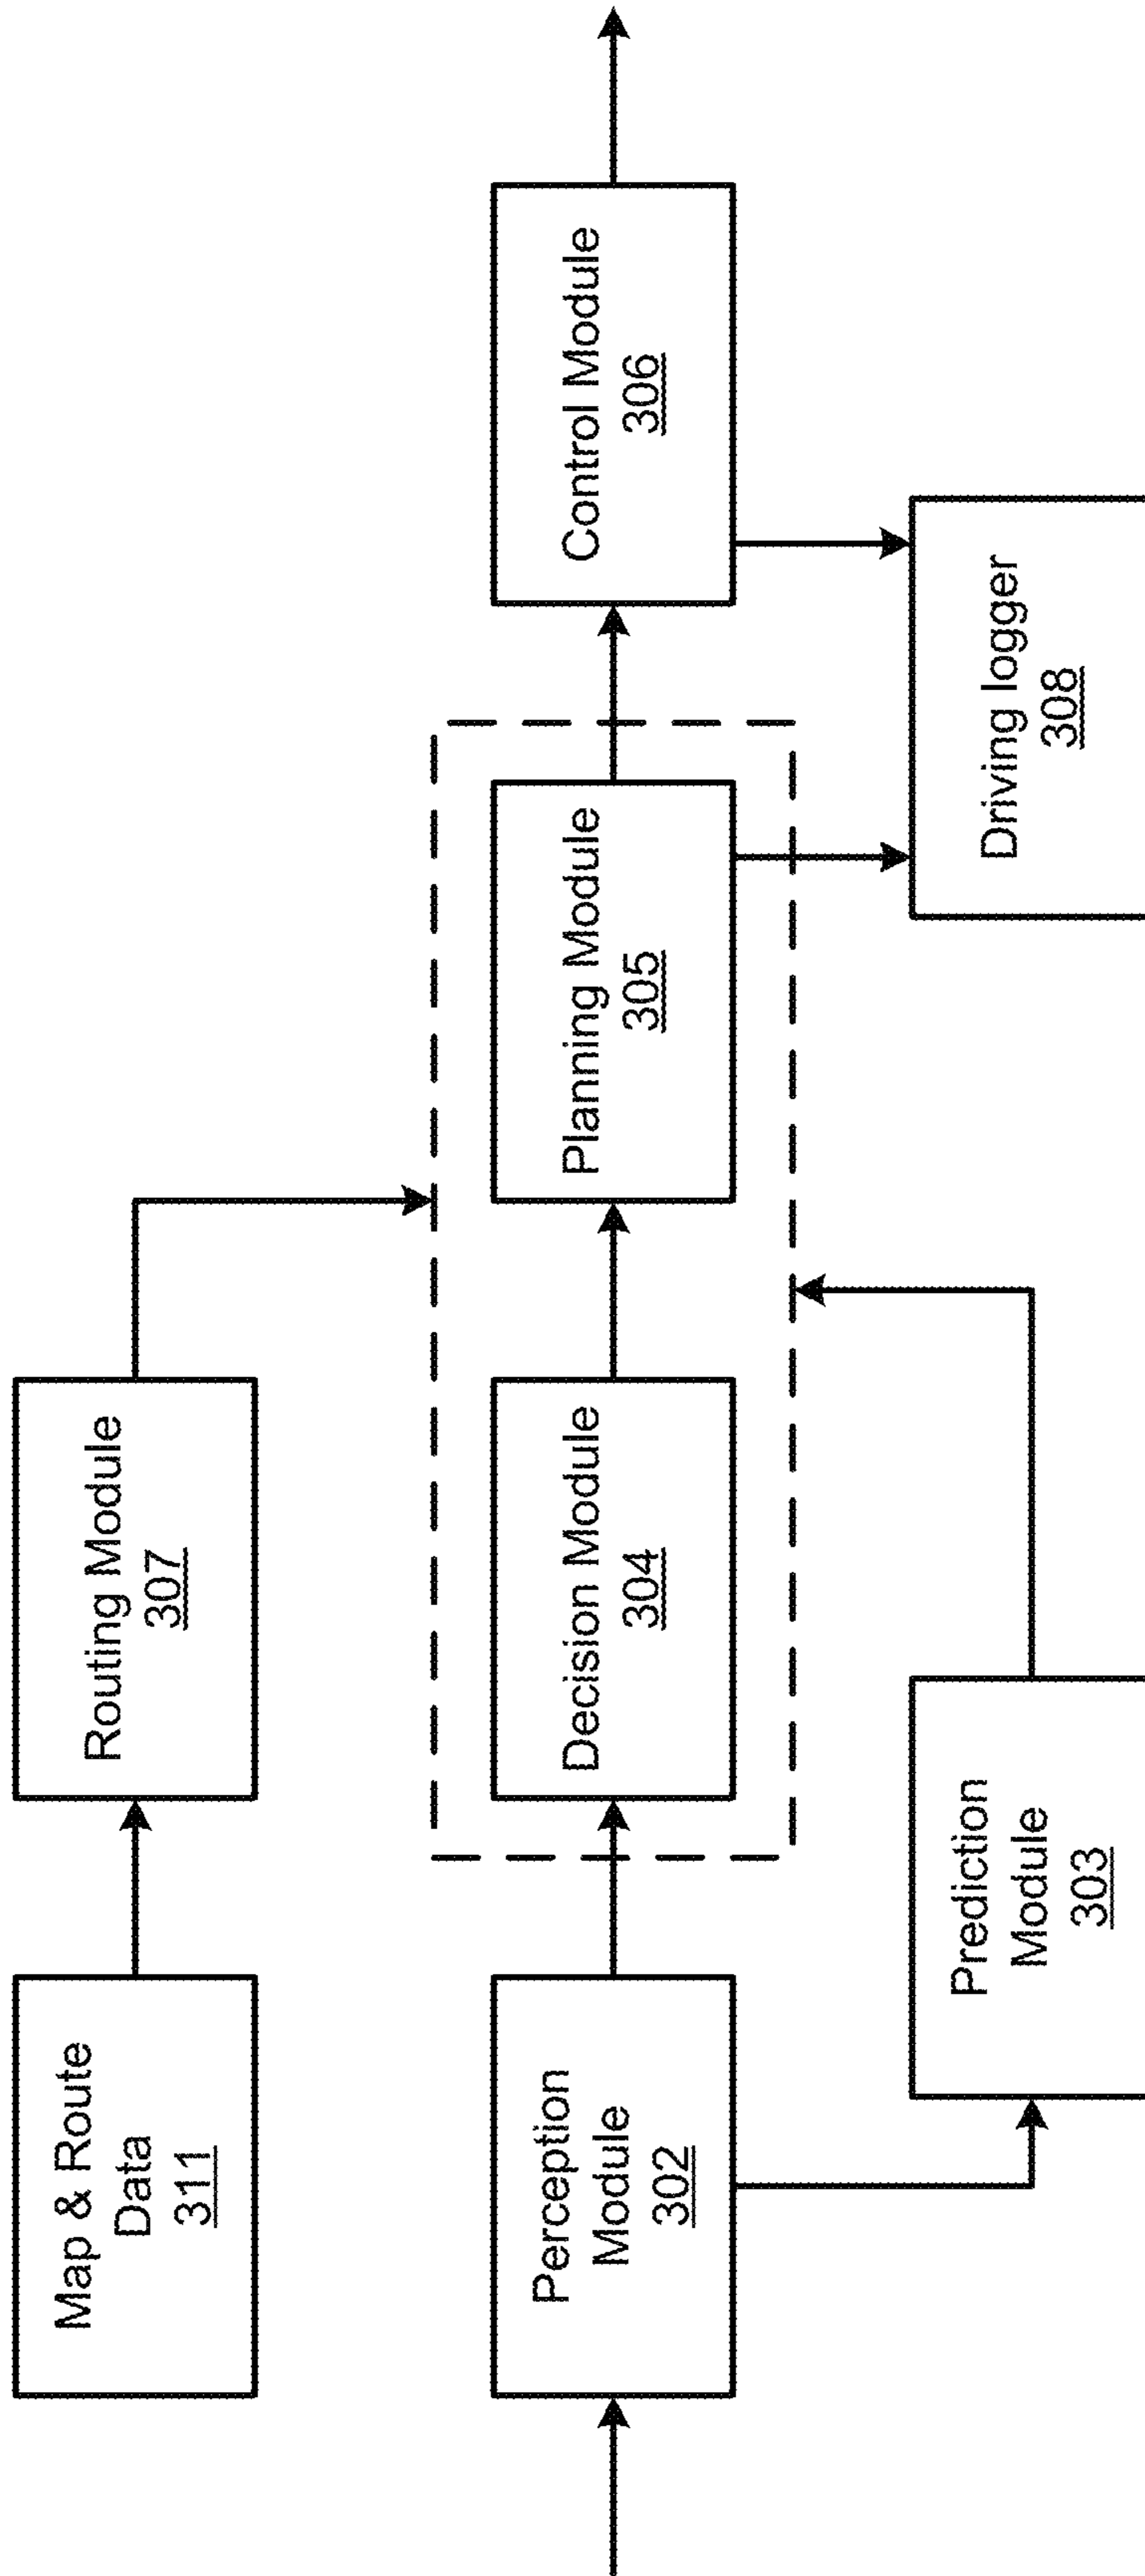 Map & Route
Data
311
Routing Module
307
Perception
Module
302
Decision Module
304
Planning Module
305
Control Module
306
Prediction
Module
303
Driving logger
308